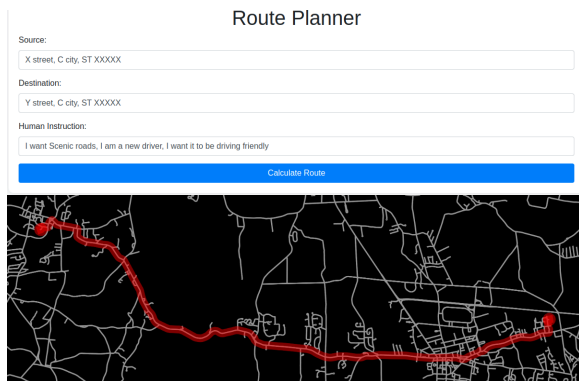 Route Planner
Source:
X street, C city, ST XXXXX
Destination:
Y street, C city, ST XXXXX
Human Instruction:
I want Scenic roads, I am a new driver, I want it to be driving friendly
Calculate Route